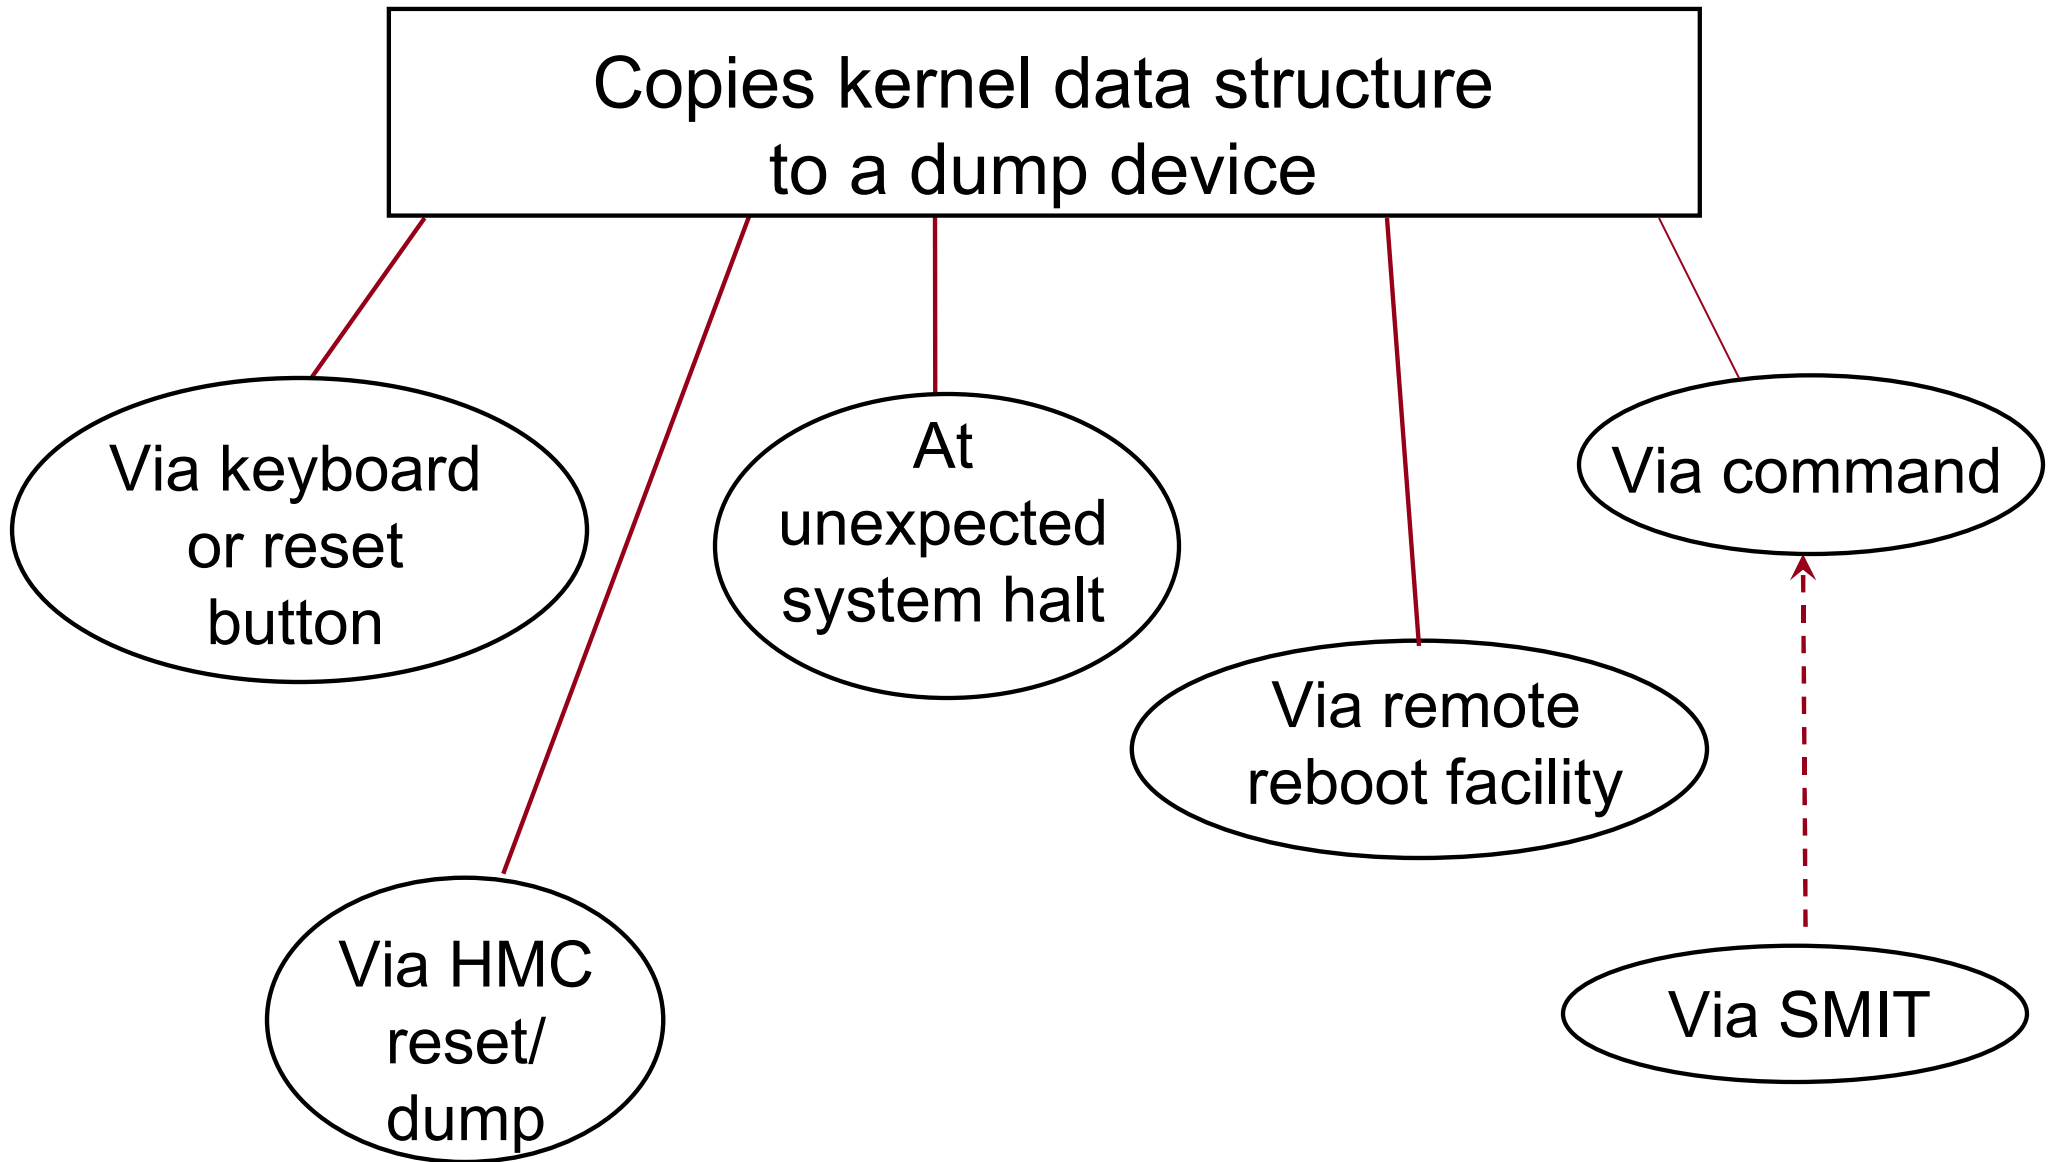 Copies kernel data structure
to a dump device
Via keyboard
or reset
button
At
unexpected
system halt
Via command
Via remote
reboot facility
Via HMC
reset/
dump
Via SMIT